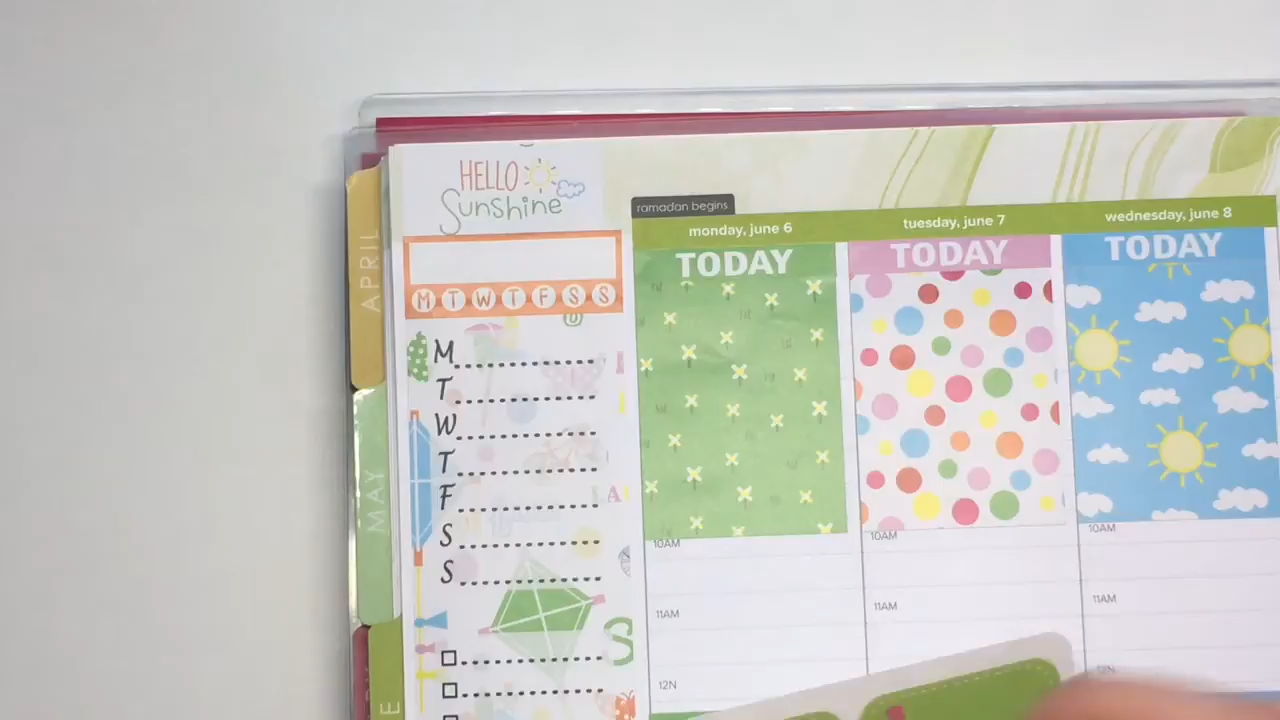 HELLO
Sunshine
ramadan begins
monday, june 6
tuesday, june 7
wednesday, june 8
TODAY
TODAY
TODAY
M T W T F S S
APRIL
M
T
W
T
F
S
S
MAY
10AM
10AM
10AM
11AM
11AM
11AM
12N
12N
S
E